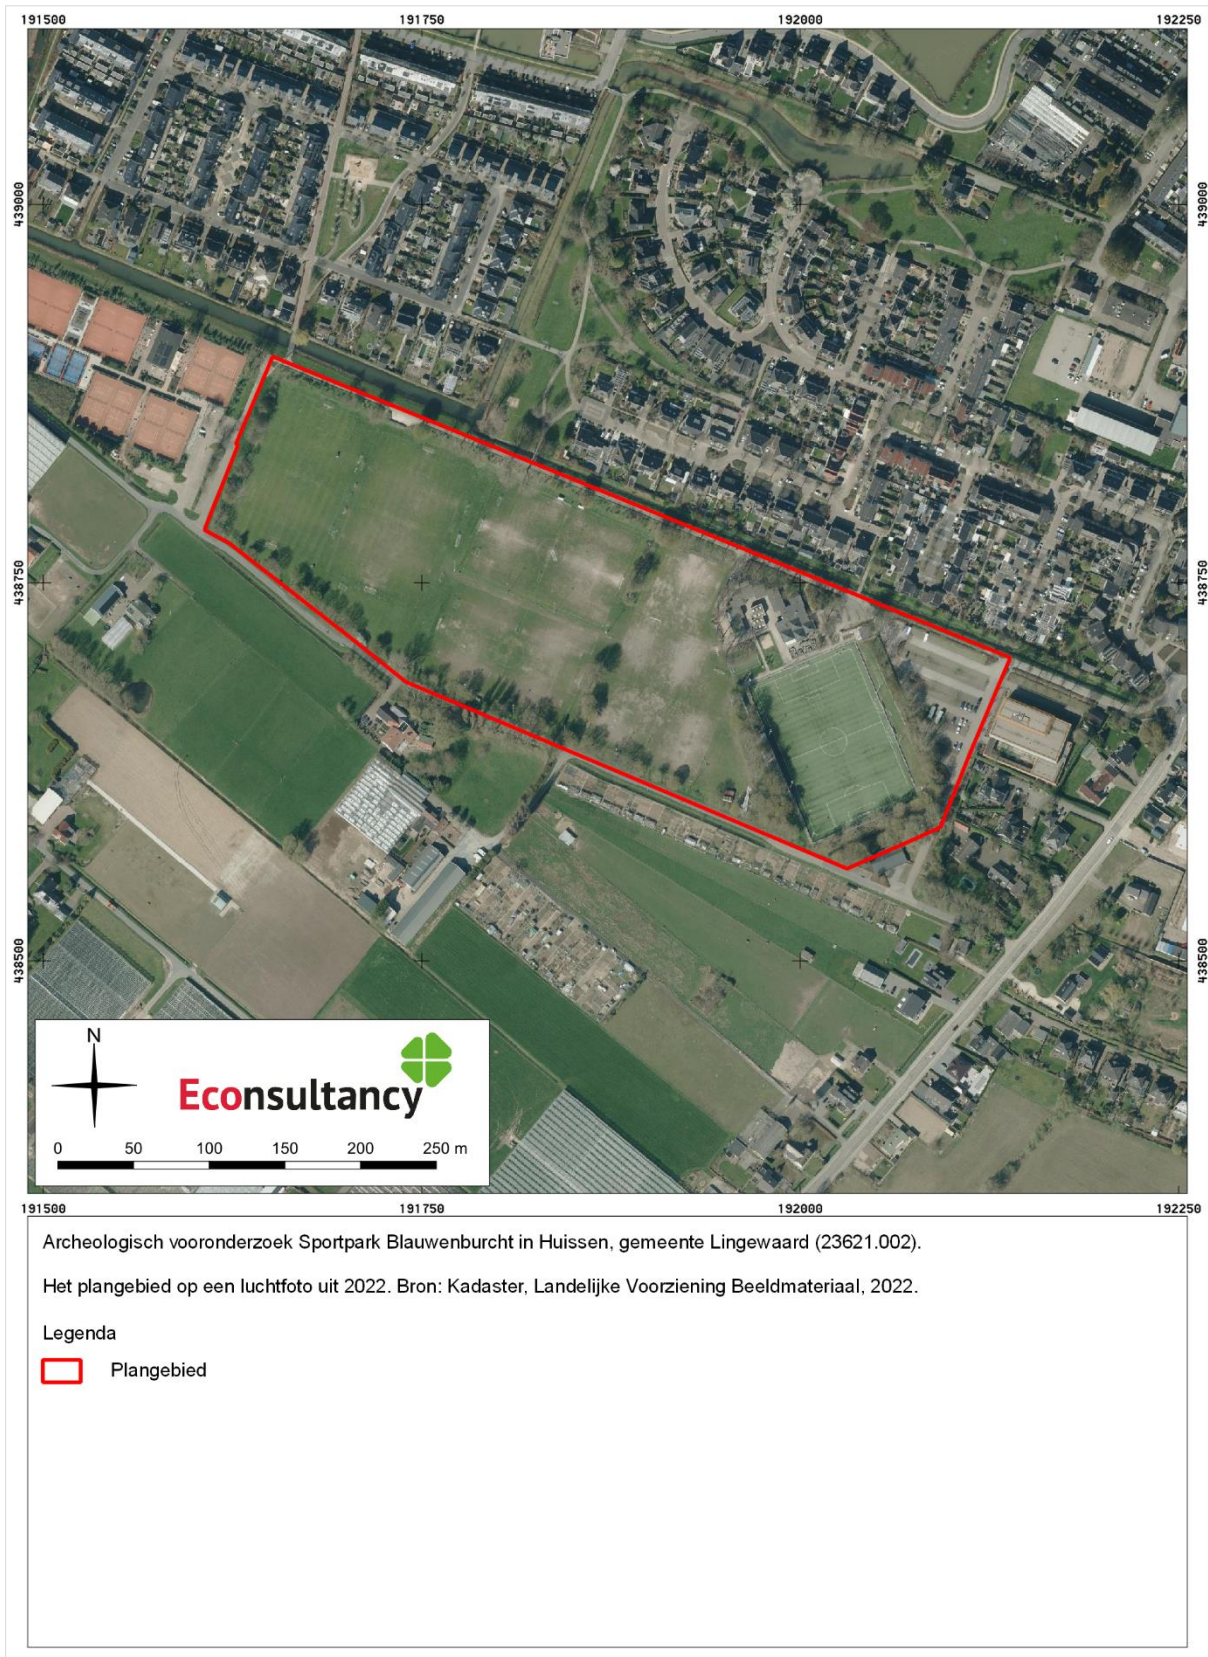 191500 191750 192000 192250
439000 439000
438750 438750
438500 438500
N
Econsultancy
0 50 100 150 200 250 m
191500 191750 192000 192250
Archeologisch vooronderzoek Sportpark Blauwenburcht in Huissen, gemeente Lingewaard (23621.002).
Het plangebied op een luchtfoto uit 2022. Bron: Kadaster, Landelijke Voorziening Beeldmateriaal, 2022.
Legenda
Plangebied